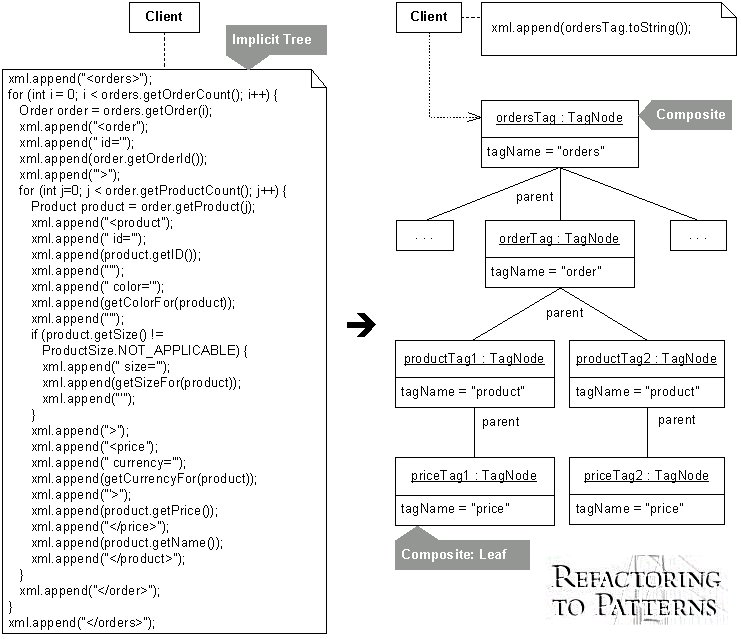 Client
Implicit Tree
xml.append("<orders>");
for (int i = 0; i < orders.getOrderCount(); i++) {
Order order = orders.getOrder(i);
xml.append("<order");
xml.append(" id='");
xml.append(order.getOrderId());
xml.append("'>");
for (int j=0; j < order.getProductCount(); j++) {
Product product = order.getProduct(j);
xml.append("<product");
xml.append(" id='");
xml.append(product.getID());
xml.append("'");
xml.append(" color='");
xml.append(getColorFor(product));
xml.append("'");
if (product.getSize() !=
ProductSize.NOT_APPLICABLE) {
xml.append(" size='");
xml.append(getSizeFor(product));
xml.append("'");
}
xml.append(">");
xml.append("<price");
xml.append(" currency='");
xml.append(getCurrencyFor(product));
xml.append("'>");
xml.append(product.getPrice());
xml.append("</price>");
xml.append(product.getName());
xml.append("</product>");
}
xml.append("</order>");
}
xml.append("</orders>");
Client
xml.append(ordersTag.toString());
ordersTag : TagNode
tagName = "orders"
Composite
parent
. . .
orderTag : TagNode
tagName = "order"
. . .
parent
productTag1 : TagNode
tagName = "product"
productTag2 : TagNode
tagName = "product"
parent
parent
priceTag1 : TagNode
tagName = "price"
priceTag2 : TagNode
tagName = "price"
Composite: Leaf
REFACTORING
TO PATTERNS